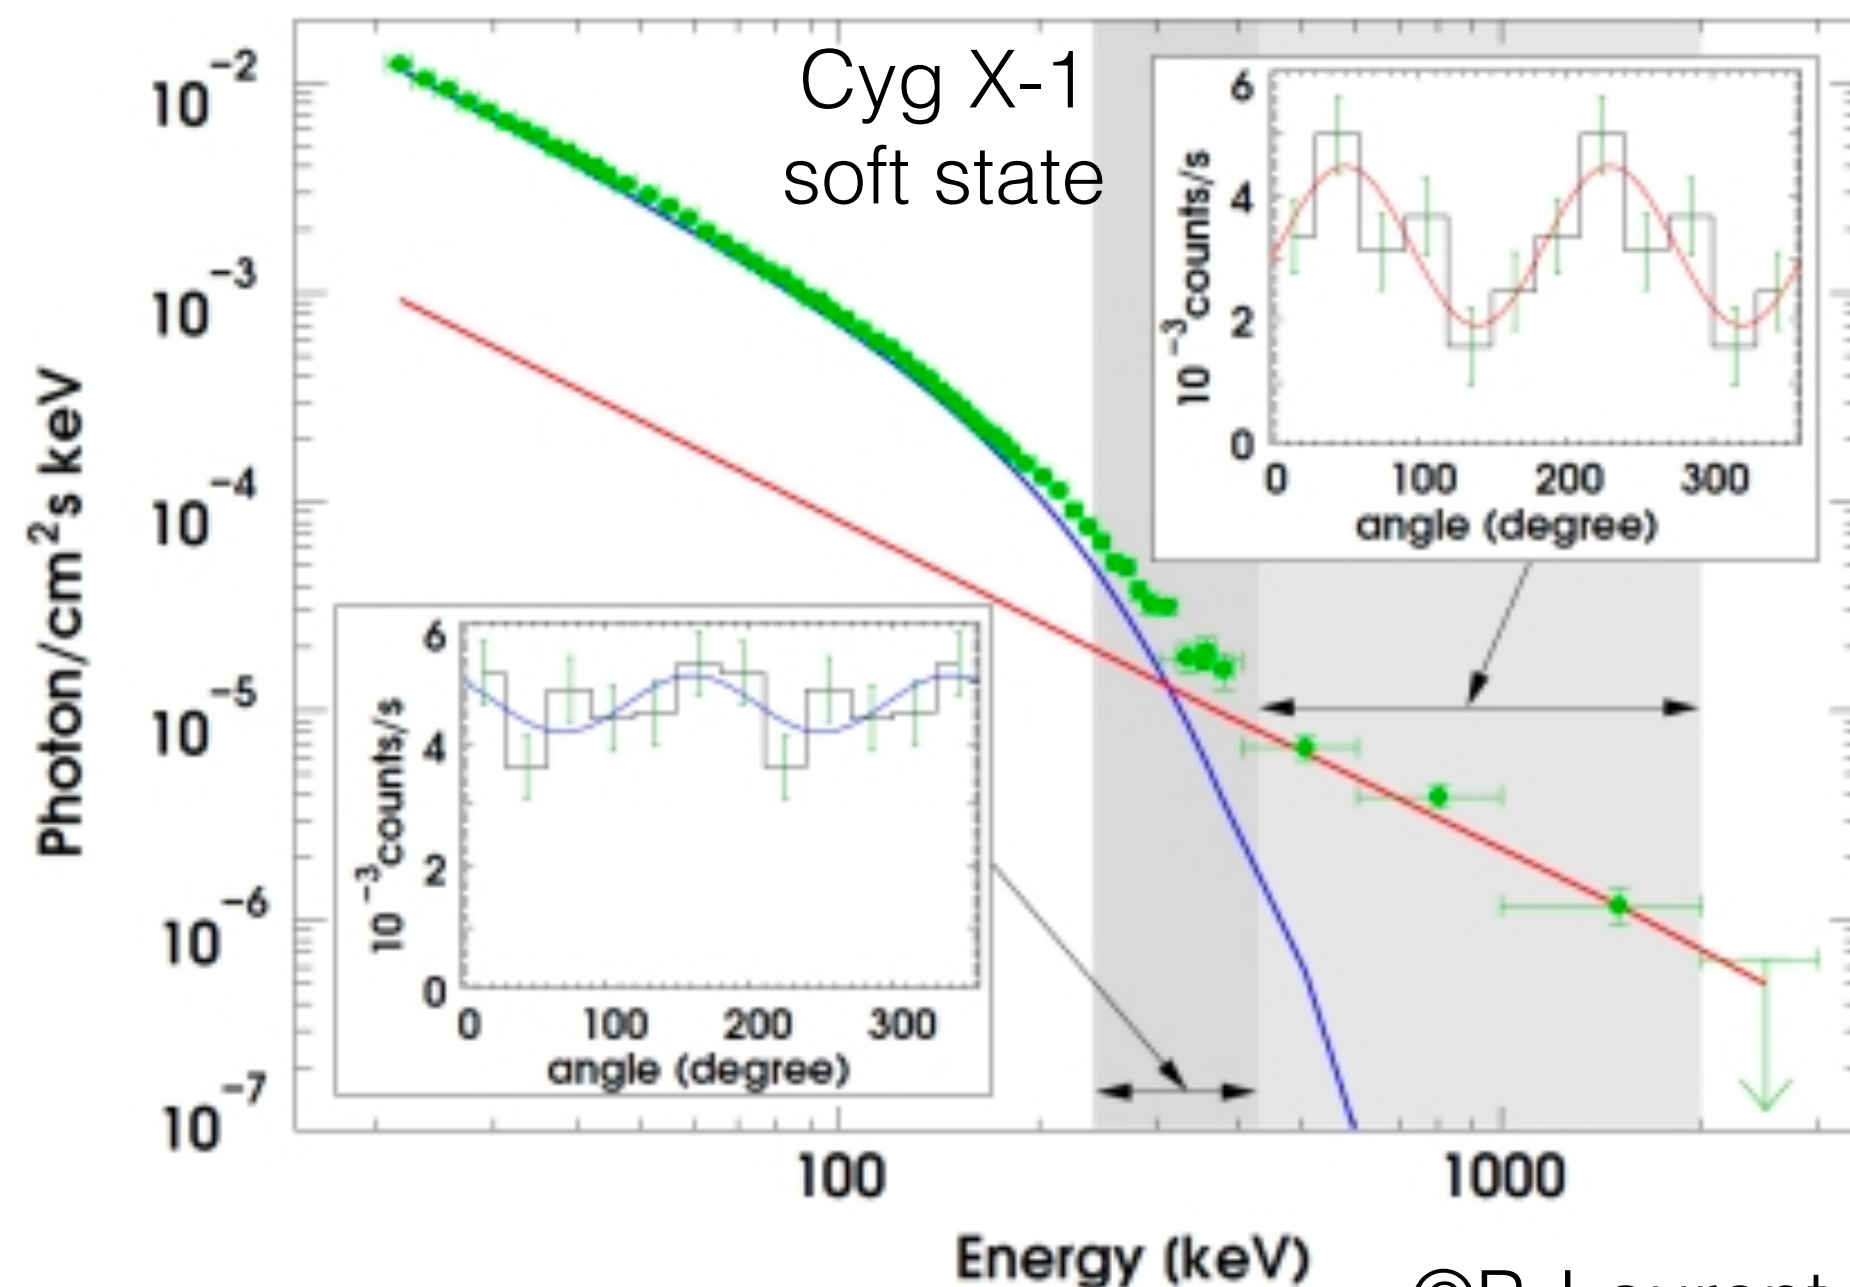 Cyg X-1
soft state
10⁻²
10⁻³
10⁻⁴
10⁻⁵
10⁻⁶
10⁻⁷
Photon/cm²s keV
100
1000
Energy (keV)
6
4
2
0
10⁻³counts/s
0 100 200 300
angle (degree)
6
4
2
0
10⁻³counts/s
0 100 200 300
angle (degree)